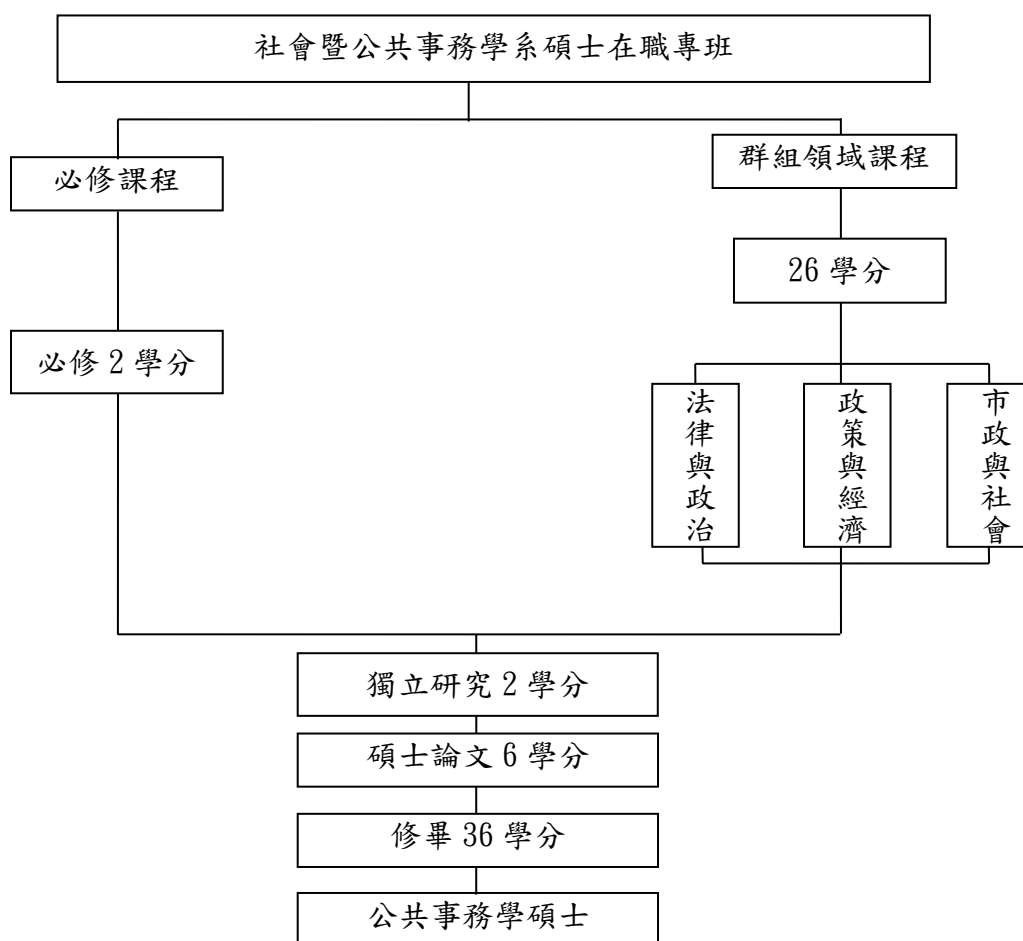 社會暨公共事務學系碩士在職專班
必修課程
群組領域課程
26 學分
必修 2 學分
法律與政治
政策與經濟
市政與社會
獨立研究 2 學分
碩士論文 6 學分
修畢 36 學分
公共事務學碩士